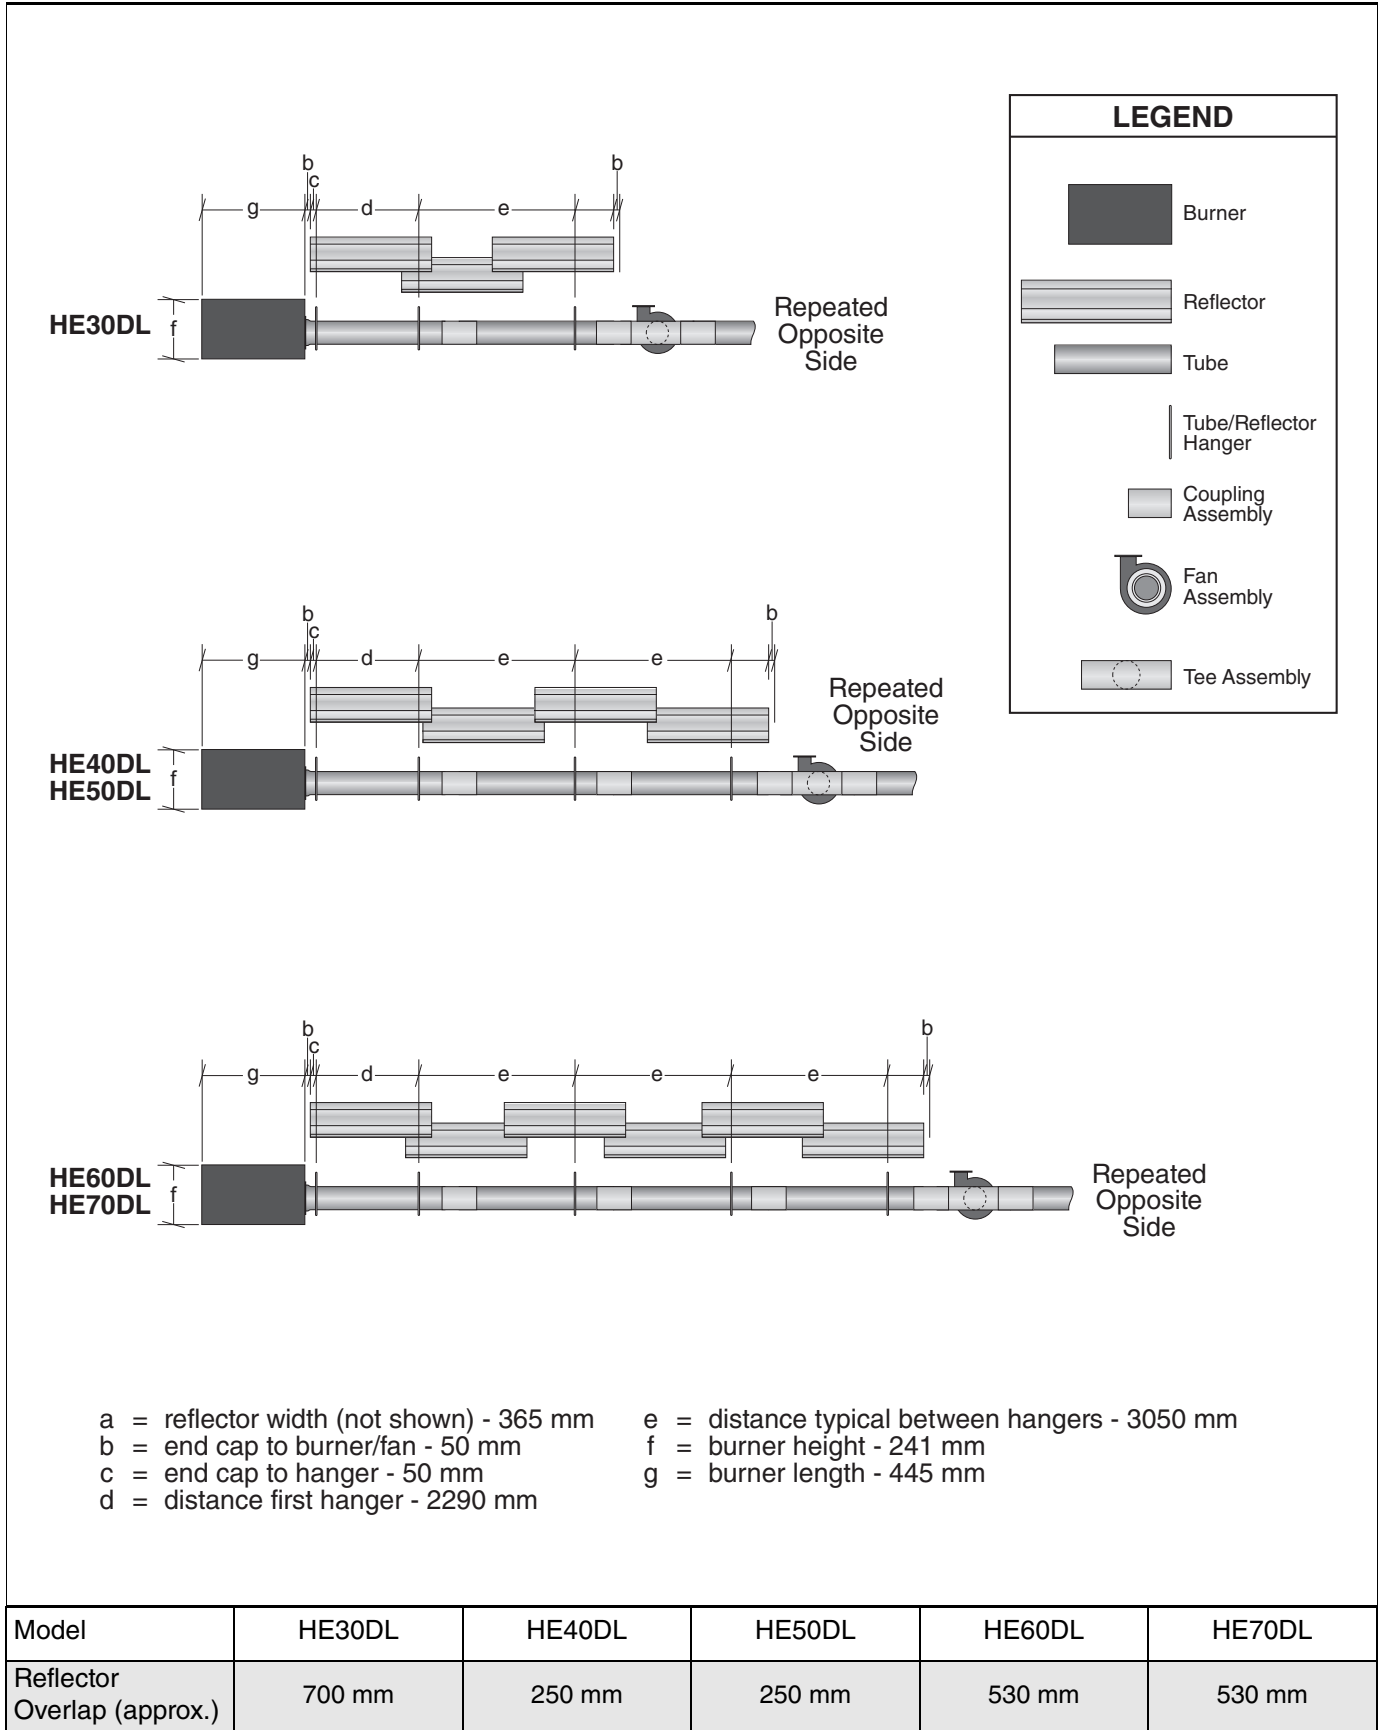 LEGEND
Burner
Reflector
Tube
Tube/Reflector
Hanger
Coupling
Assembly
Fan
Assembly
Tee Assembly
b
c
b
g
d
e
HE30DL
f
Repeated
Opposite
Side
b
c
b
g
d
e
e
HE40DL
HE50DL
f
Repeated
Opposite
Side
b
c
b
g
d
e
e
e
HE60DL
HE70DL
f
Repeated
Opposite
Side
a = reflector width (not shown) - 365 mm
b = end cap to burner/fan - 50 mm
c = end cap to hanger - 50 mm
d = distance first hanger - 2290 mm
e = distance typical between hangers - 3050 mm
f = burner height - 241 mm
g = burner length - 445 mm
Model HE30DL HE40DL HE50DL HE60DL HE70DL
Reflector
Overlap (approx.) 700 mm 250 mm 250 mm 530 mm 530 mm